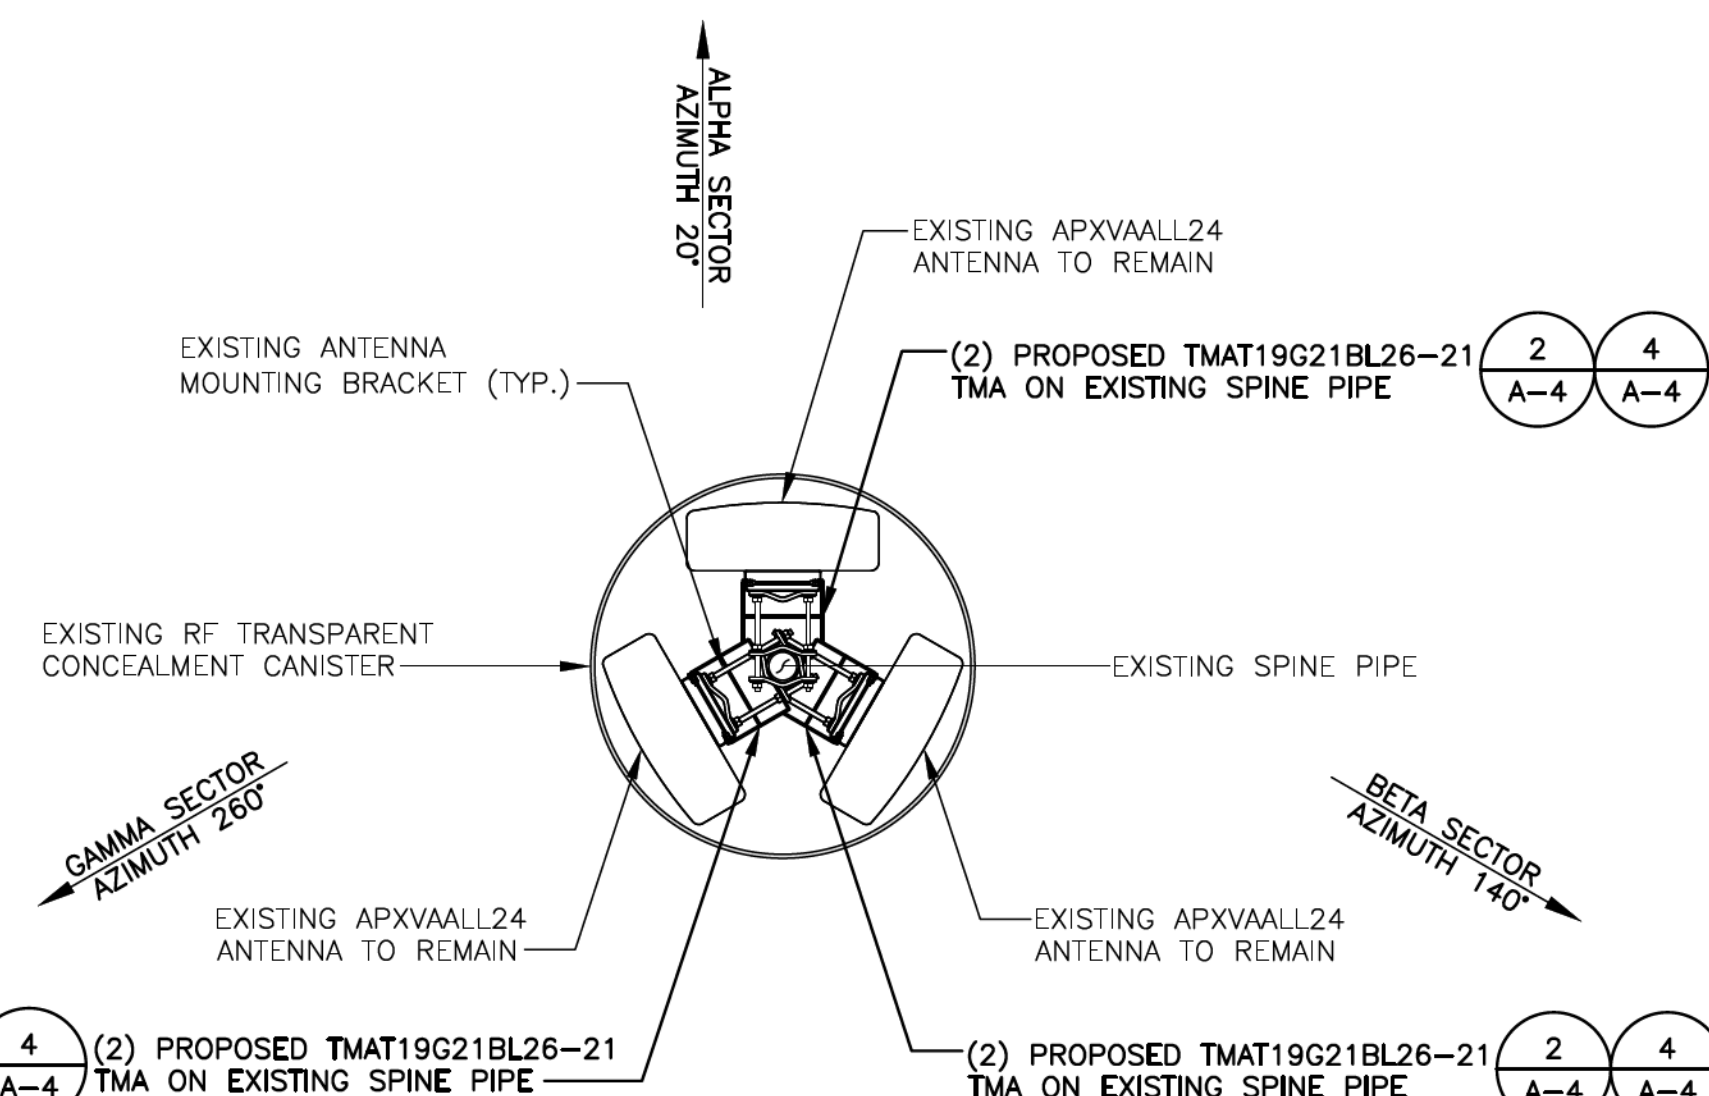 ALPHA SECTOR
AZIMUTH 20°
EXISTING APXVAALL24
ANTENNA TO REMAIN
EXISTING ANTENNA
MOUNTING BRACKET (TYP.)
(2) PROPOSED TMAT19G21BL26-21
TMA ON EXISTING SPINE PIPE
2
A-4
4
A-4
EXISTING RF TRANSPARENT
CONCEALMENT CANISTER
EXISTING SPINE PIPE
GAMMA SECTOR
AZIMUTH 260°
BETA SECTOR
AZIMUTH 140°
EXISTING APXVAALL24
ANTENNA TO REMAIN
EXISTING APXVAALL24
ANTENNA TO REMAIN
4
A-4
(2) PROPOSED TMAT19G21BL26-21
TMA ON EXISTING SPINE PIPE
(2) PROPOSED TMAT19G21BL26-21
TMA ON EXISTING SPINE PIPE
2
A-4
4
A-4